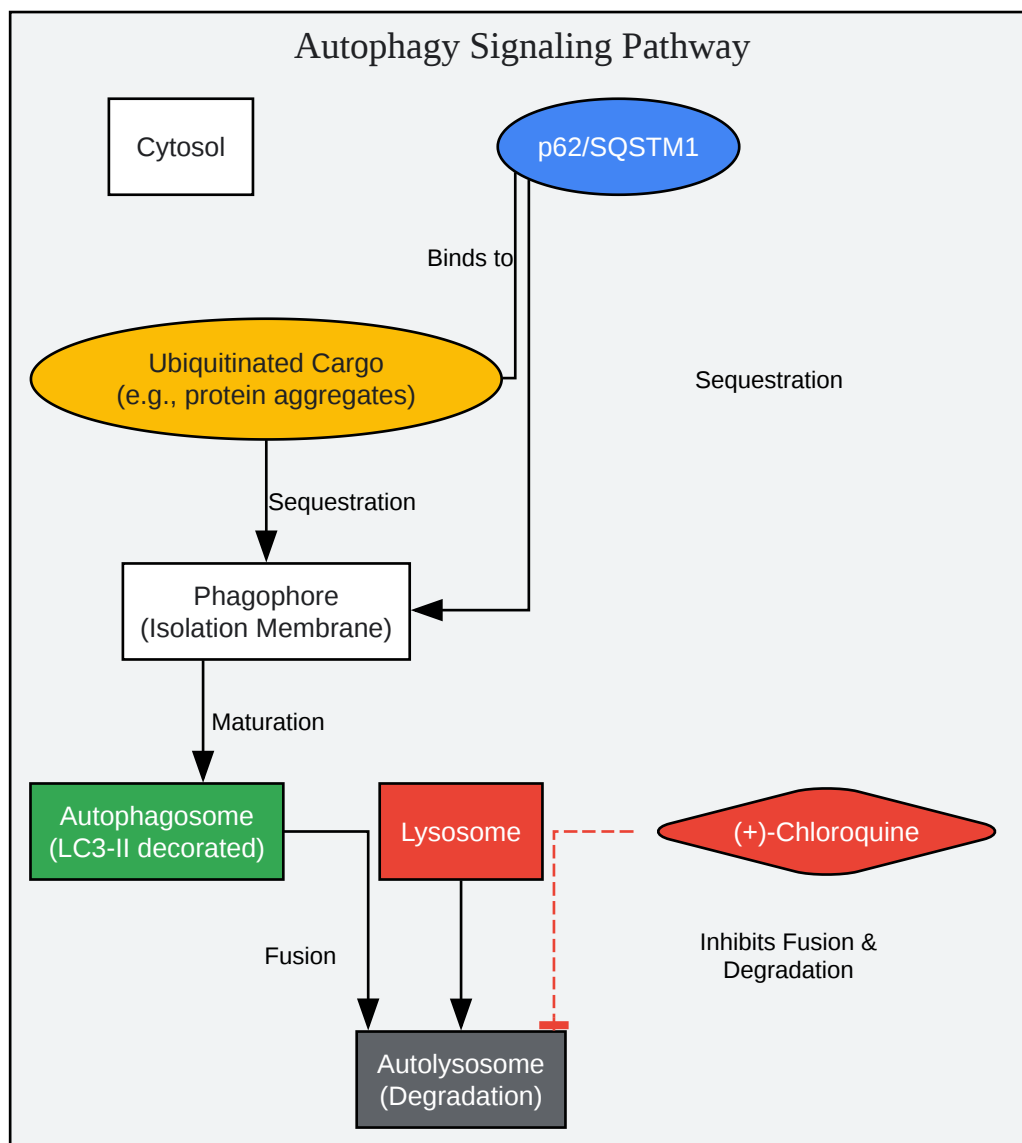 Autophagy Signaling Pathway
Cytosol
p62/SQSTM1
Binds to
Ubiquitinated Cargo
(e.g., protein aggregates)
Sequestration
Sequestration
Phagophore
(Isolation Membrane)
Maturation
Autophagosome
(LC3-II decorated)
Lysosome
(+)-Chloroquine
Fusion
Inhibits Fusion &
Degradation
Autolysosome
(Degradation)